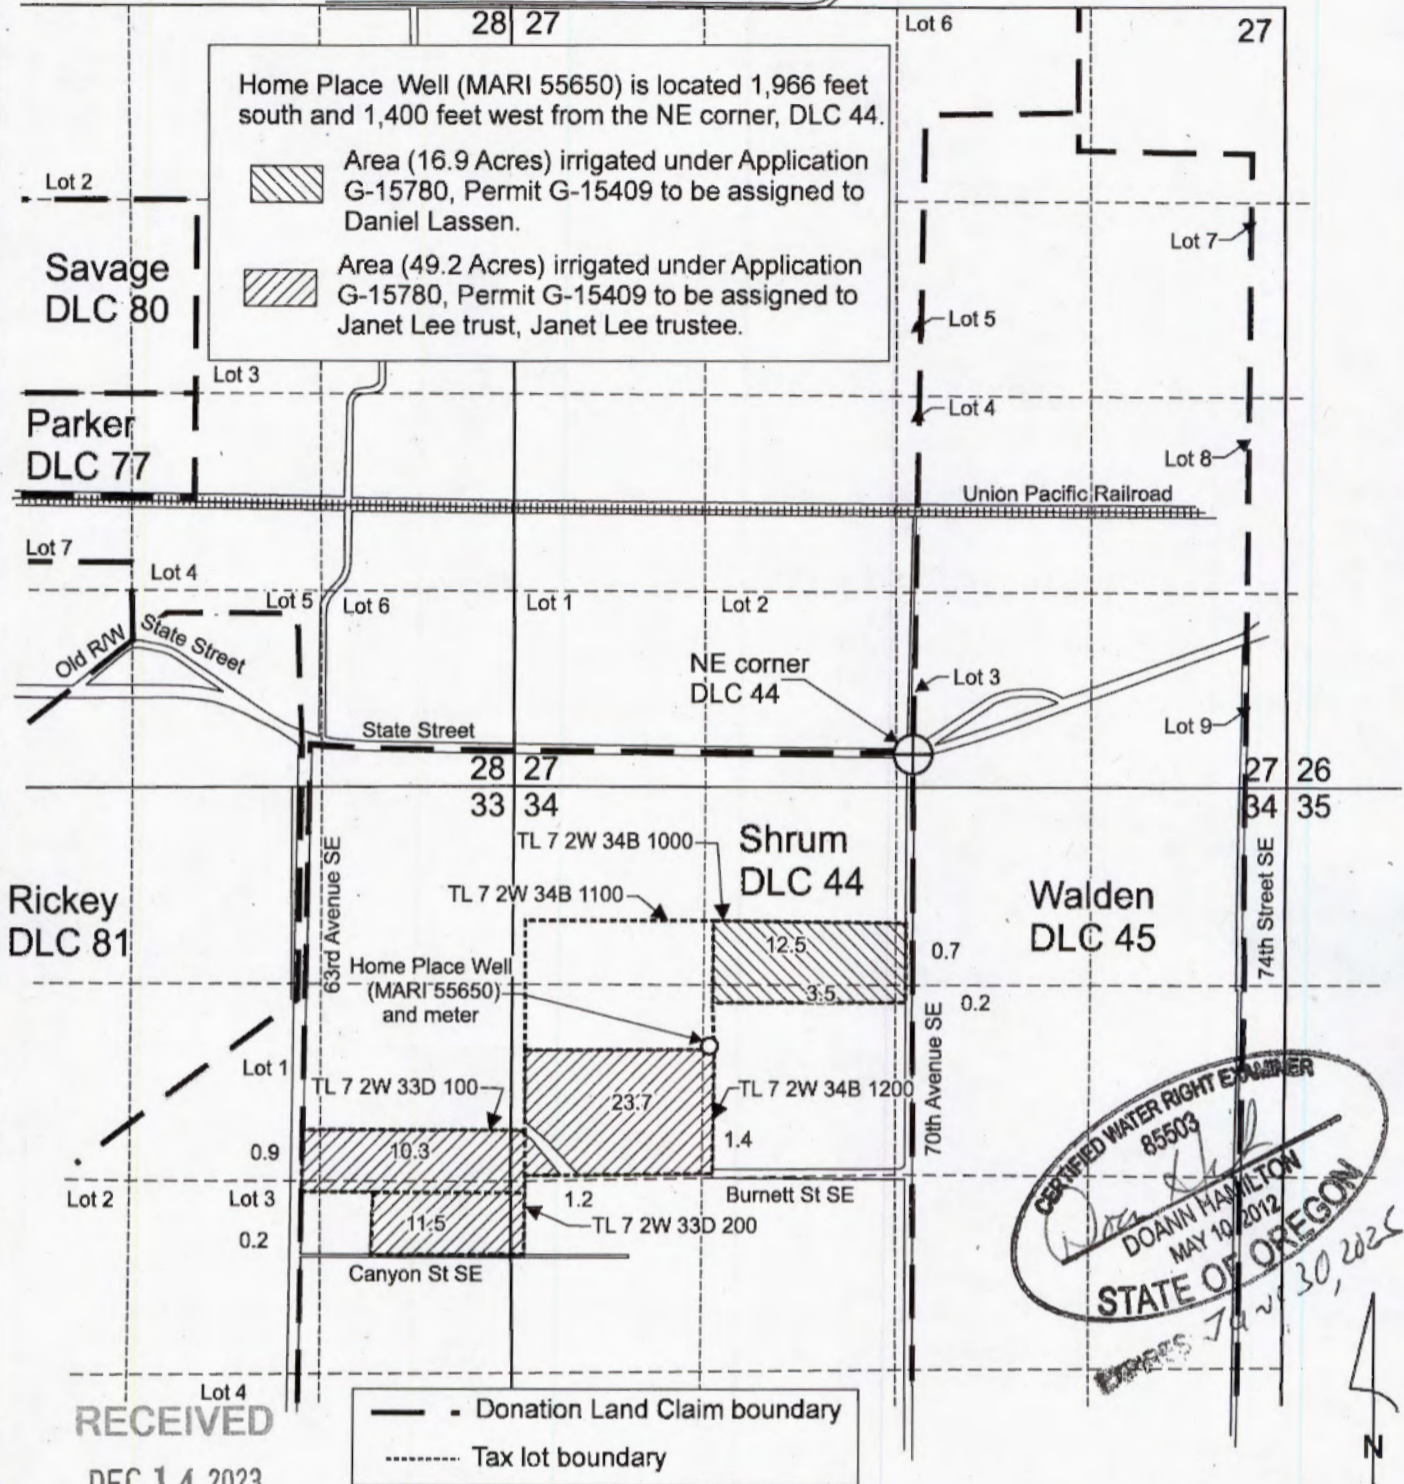 28 27
Lot 6
27
Home Place Well (MARI 55650) is located 1,966 feet
south and 1,400 feet west from the NE corner, DLC 44.
Area (16.9 Acres) irrigated under Application
G-15780, Permit G-15409 to be assigned to
Daniel Lassen.
Area (49.2 Acres) irrigated under Application
G-15780, Permit G-15409 to be assigned to
Janet Lee trust, Janet Lee trustee.
Lot 2
Savage
DLC 80
Lot 7
Lot 5
Lot 3
Lot 4
Parker
DLC 77
Lot 8
Union Pacific Railroad
Lot 7
Lot 4
Lot 5
Lot 6
Lot 1
Lot 2
Old R/W
State Street
NE corner
DLC 44
Lot 3
Lot 9
State Street
28 27
33 34
27 26
34 35
TL 7 2W 34B 1000
Shrum
DLC 44
63rd Avenue SE
TL 7 2W 34B 1100
Rickey
DLC 81
Walden
DLC 45
74th Street SE
12.5
0.7
3.5
0.2
Home Place Well
(MARI 55650)
and meter
70th Avenue SE
Lot 1
TL 7 2W 33D 100
23.7
TL 7 2W 34B 1200
1.4
0.9
10.3
Lot 2
Lot 3
1.2
Burnett St SE
0.2
11.5
TL 7 2W 33D 200
Canyon St SE
CERTIFIED WATER RIGHT EXAMINER
85503
DOANN HAMILTON
MAY 10, 2012
STATE OF OREGON
EXPIRES June 30, 2025
N
Lot 4
RECEIVED
DEC 14 2023
Donation Land Claim boundary
Tax lot boundary